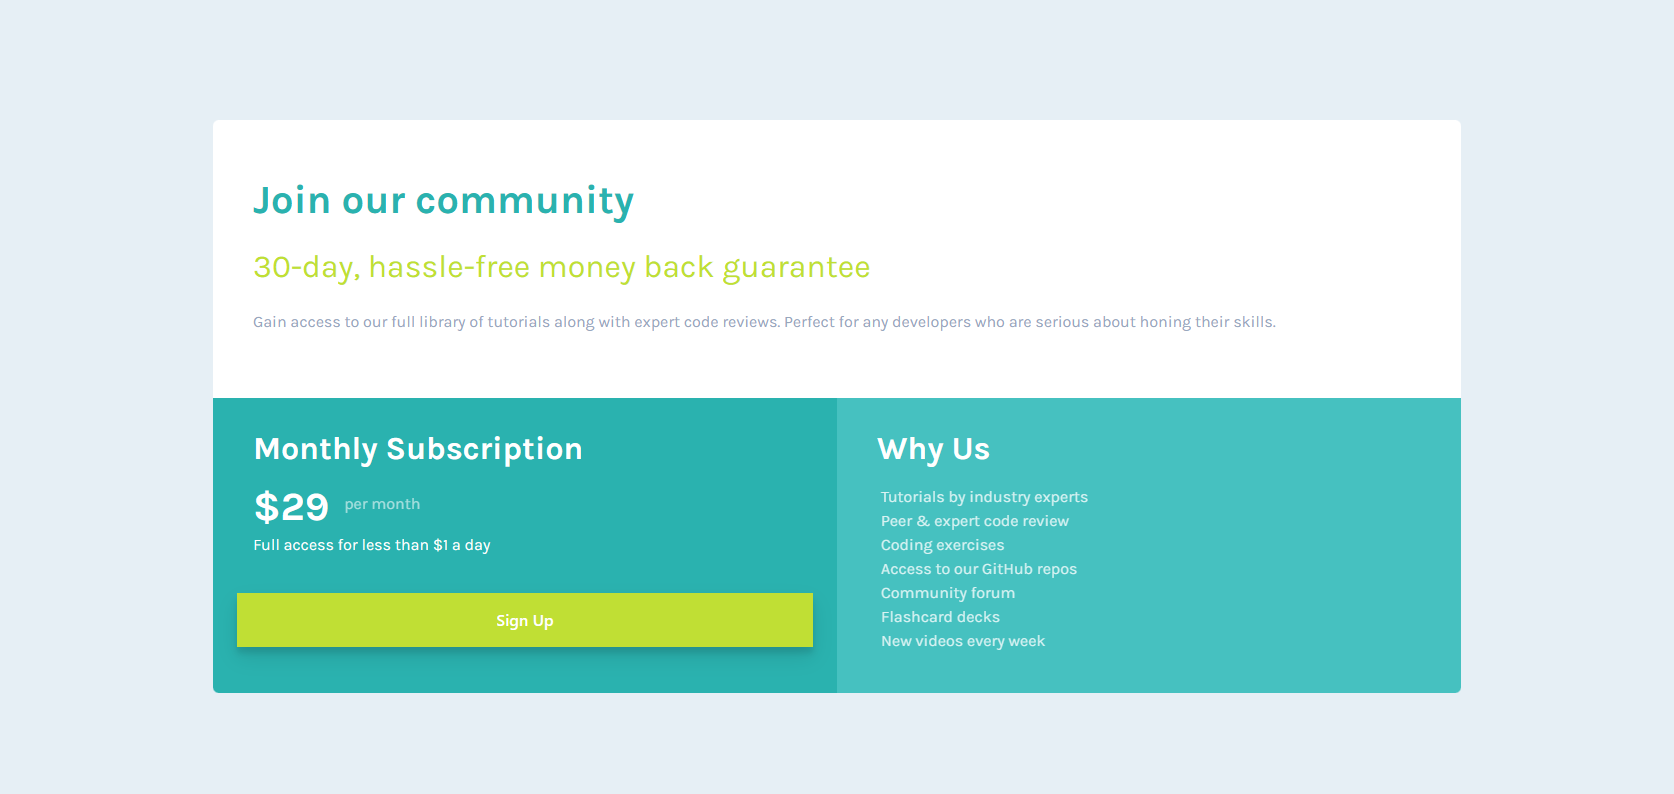 Join our community
30-day, hassle-free money back guarantee
Gain access to our full library of tutorials along with expert code reviews. Perfect for any developers who are serious about honing their skills.
Monthly Subscription
$29 per month
Full access for less than $1 a day
Sign Up
Why Us
Tutorials by industry experts
Peer & expert code review
Coding exercises
Access to our GitHub repos
Community forum
Flashcard decks
New videos every week